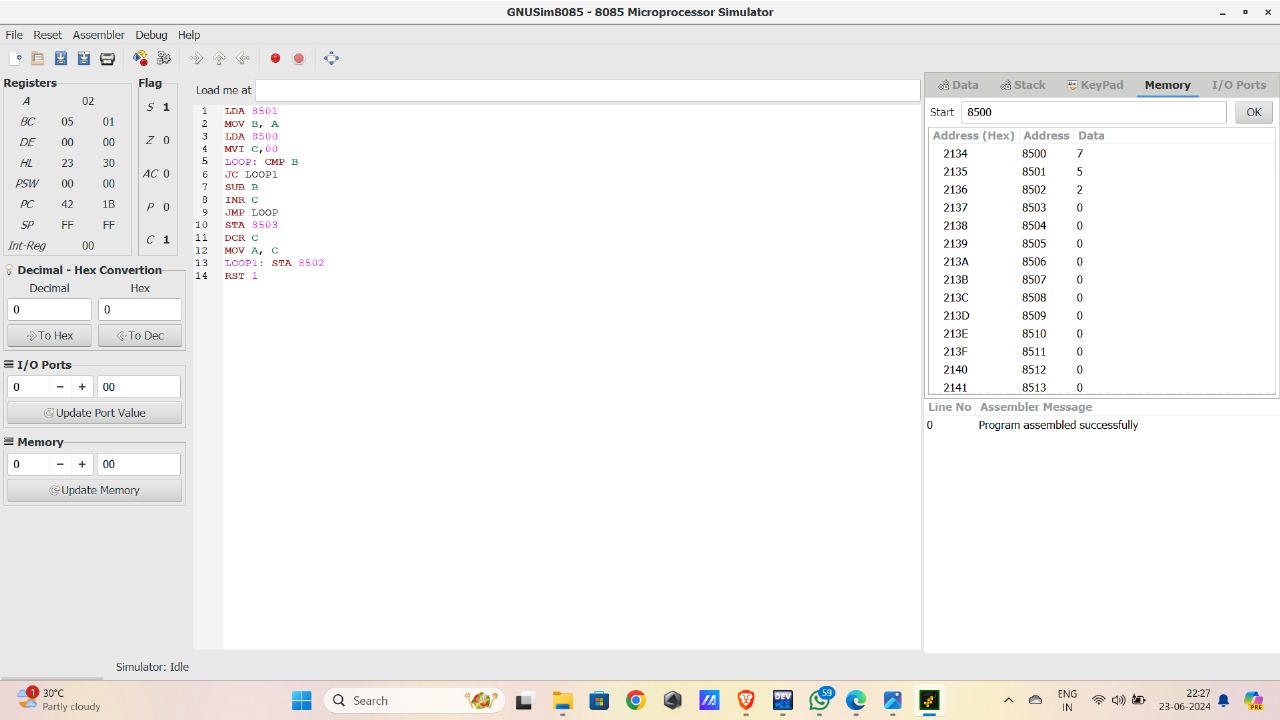 GNUSim8085 - 8085 Microprocessor Simulator
File Reset Assembler Debug Help
Registers
A 02
BC 05 01
DE 00 00
HL 23 30
PSW 00 00
PC 42 1B
SP FF FF
Int-Reg 00
Flag
S 1
Z 0
AC 0
P 0
C 1
Decimal - Hex Convertion
Decimal Hex
0 0
To Hex To Dec
I/O Ports
0 − + 00
Update Port Value
Memory
0 − + 00
Update Memory
Load me at
1 LDA 8501
2 MOV B, A
3 LDA 8500
4 MVI C,00
5 LOOP: CMP B
6 JC LOOP1
7 SUB B
8 INR C
9 JMP LOOP
10 STA 8503
11 DCR C
12 MOV A, C
13 LOOP1: STA 8502
14 RST 1
Data Stack KeyPad Memory I/O Ports
Start 8500 OK
Address (Hex) Address Data
2134 8500 7
2135 8501 5
2136 8502 2
2137 8503 0
2138 8504 0
2139 8505 0
213A 8506 0
213B 8507 0
213C 8508 0
213D 8509 0
213E 8510 0
213F 8511 0
2140 8512 0
2141 8513 0
Line No Assembler Message
0 Program assembled successfully
Simulator: Idle
1
30°C
Partly cloudy
Search
DEV
59
PRE
ENG
IN
22:27
23-06-2024